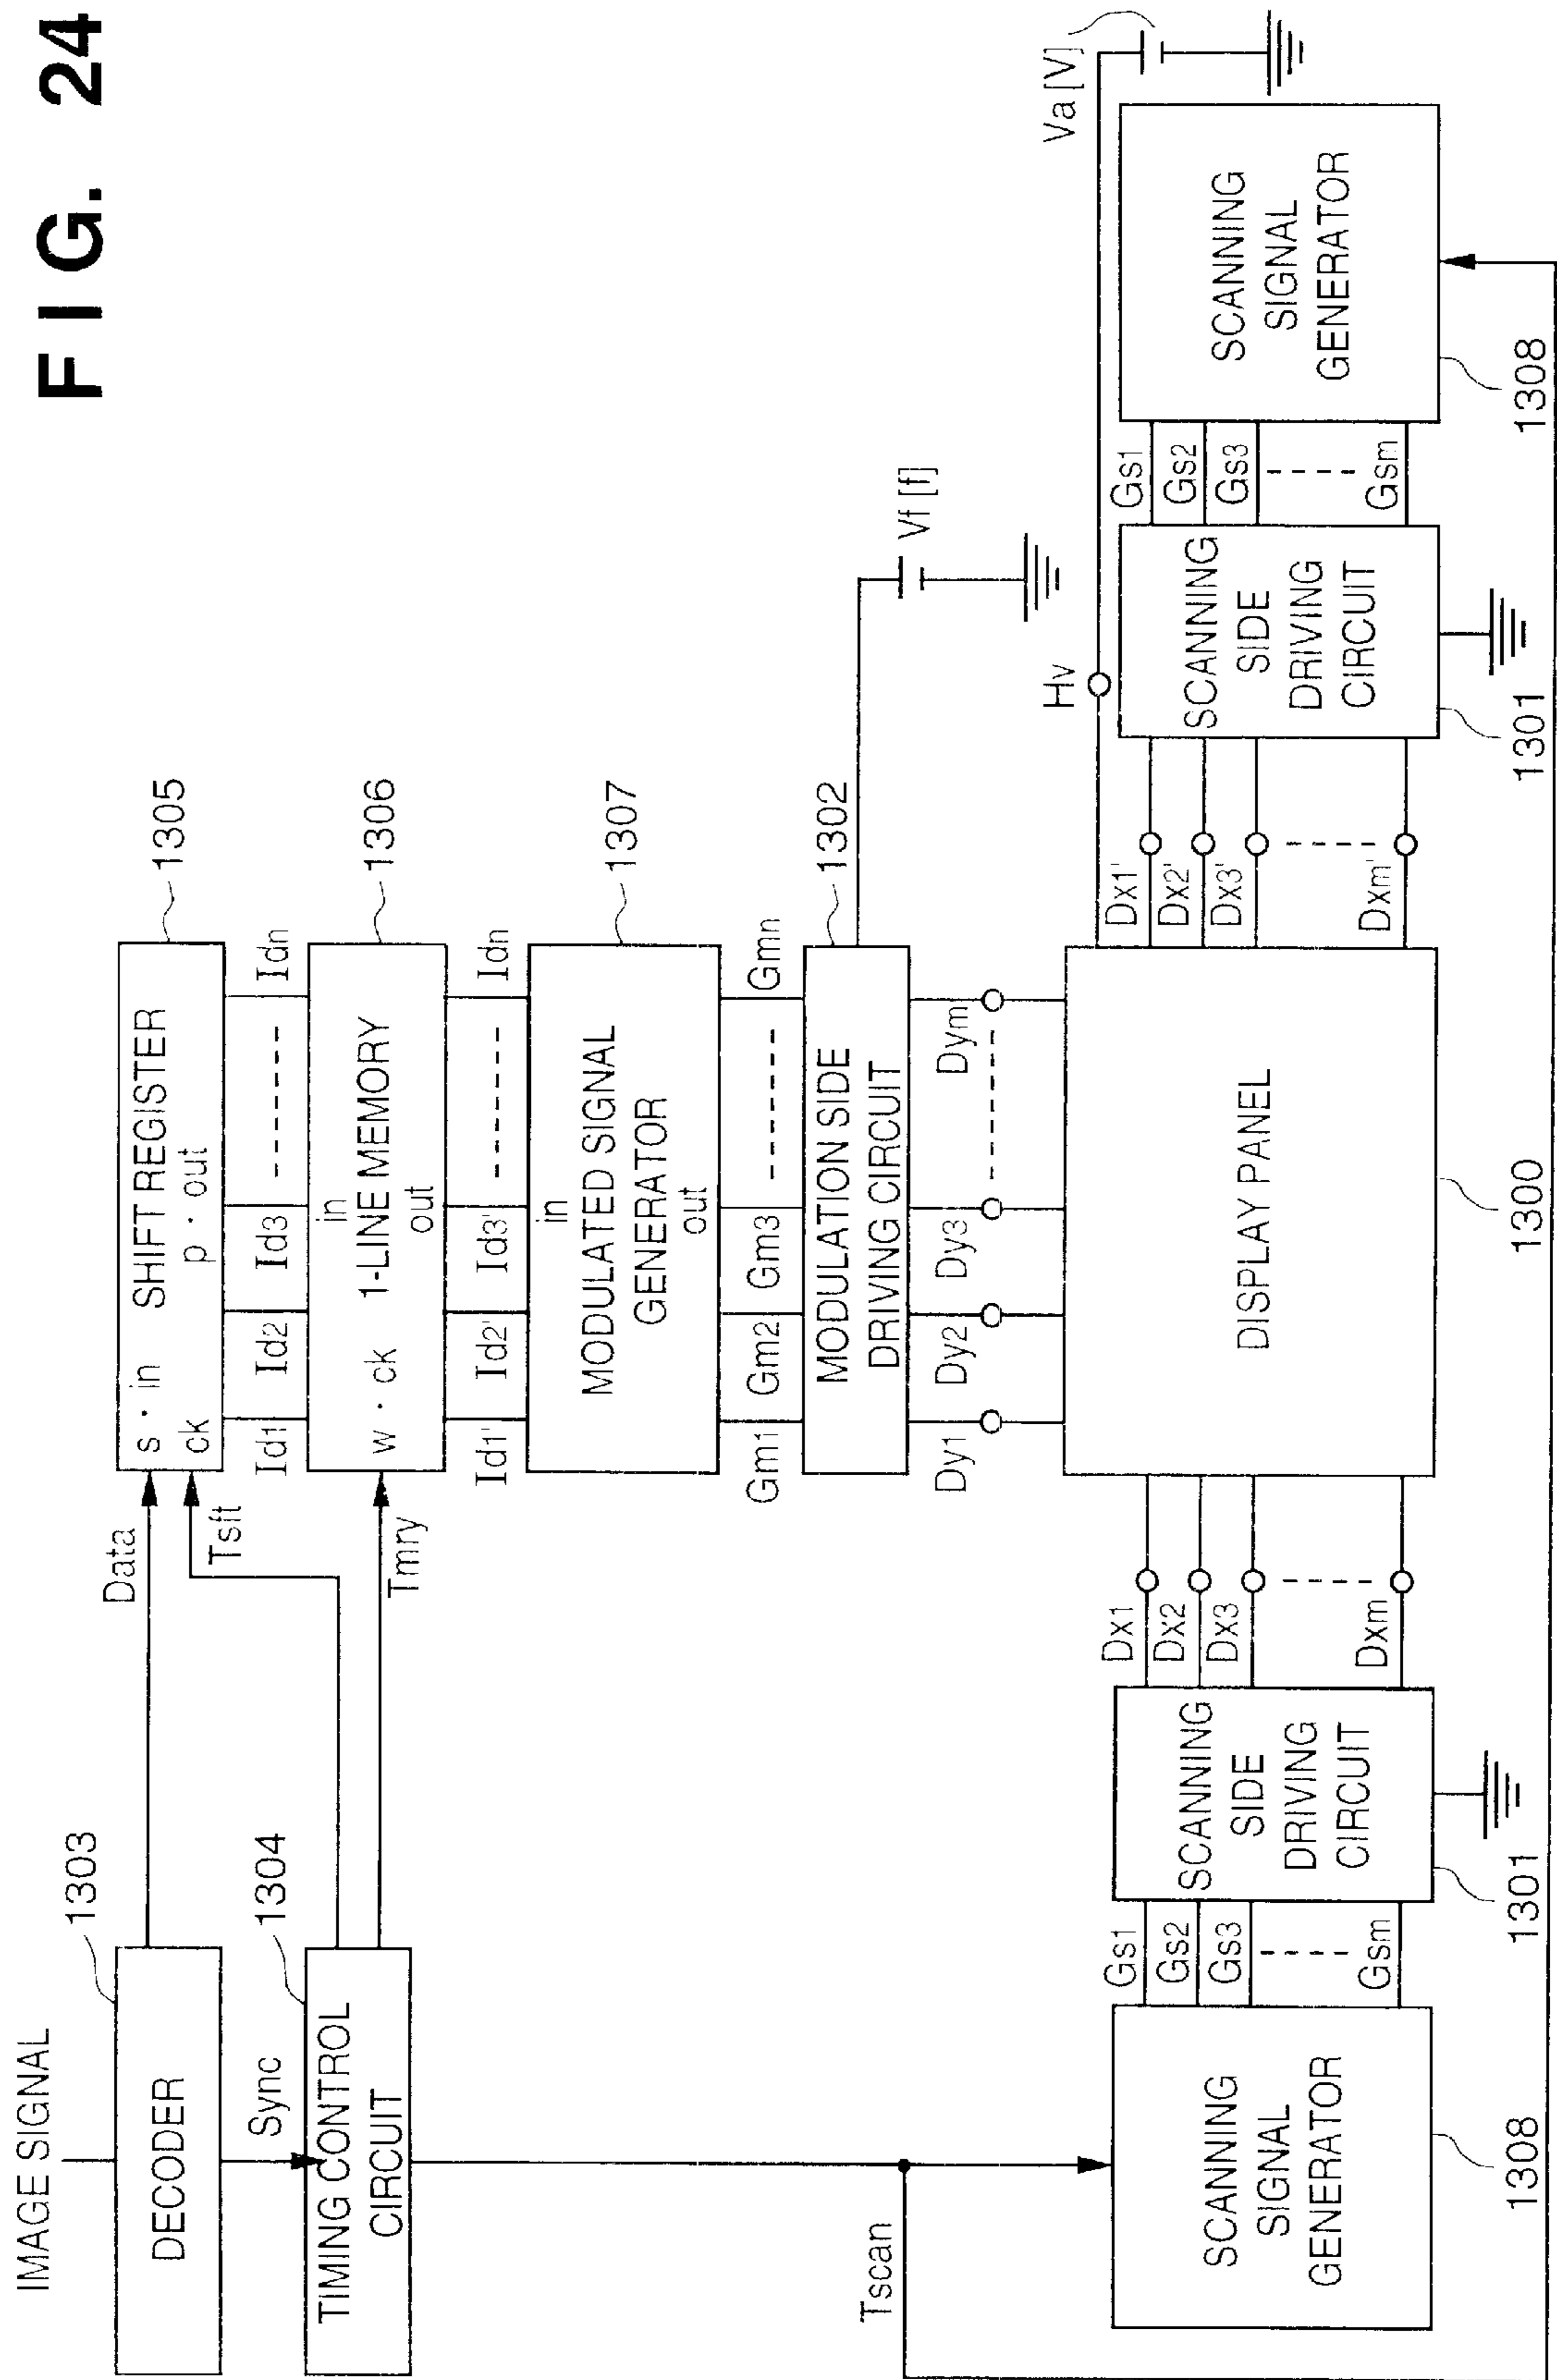 FIG. 24
IMAGE SIGNAL
DECODER
1303
Data
Sync
TIMING CONTROL
CIRCUIT
1304
Tsft
Tmry
s · in SHIFT REGISTER
ck p · out
1305
Id1 Id2 Id3 Idn
in
w · ck 1-LINE MEMORY
out
1306
Id1' Id2' Id3' Idn
in
MODULATED SIGNAL
GENERATOR
out
1307
Gm1 Gm2 Gm3 Gmn
MODULATION SIDE
DRIVING CIRCUIT
1302
Vf [f]
Dy1 Dy2 Dy3 Dym
Tscan
SCANNING
SIGNAL
GENERATOR
1308
Gs1
Gs2
Gs3
Gsm
SCANNING
SIDE
DRIVING
CIRCUIT
1301
Dx1
Dx2
Dx3
Dxm
DISPLAY PANEL
1300
Hv
Va [V]
Dx1'
Dx2'
Dx3'
Dxm'
SCANNING
SIDE
DRIVING
CIRCUIT
1301
Gs1
Gs2
Gs3
Gsm
SCANNING
SIGNAL
GENERATOR
1308